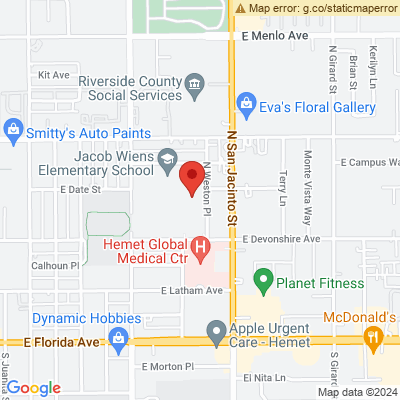 Map error: g.co/staticmaperror
E Menlo Ave
Kit Ave
Riverside County
Social Services
N Girard St
Brian St
Kerilyn Ln
Eva's Floral Gallery
Smitty's Auto Paints
N San Jacinto St
Jacob Wiens
Elementary School
E Campus Wa
E Date St
N Weston Pl
Terry Ln
Monte Vista Way
E Devonshire Ave
Hemet Global
Medical Ctr
Calhoun Pl
Planet Fitness
E Latham Ave
Dynamic Hobbies
McDonald's
Apple Urgent
Care - Hemet
E Florida Ave
E Morton Pl
Ei Nita Ln
S Juanita St
S Girard St
Google
Map data ©2024